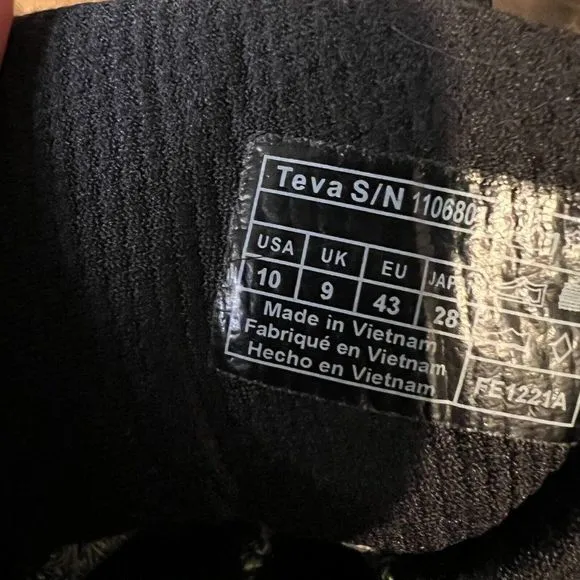 Teva S/N 110680
USA UK EU JAP
10 9 43 28
Made in Vietnam
Fabriqué en Vietnam
Hecho en Vietnam
FE1221A